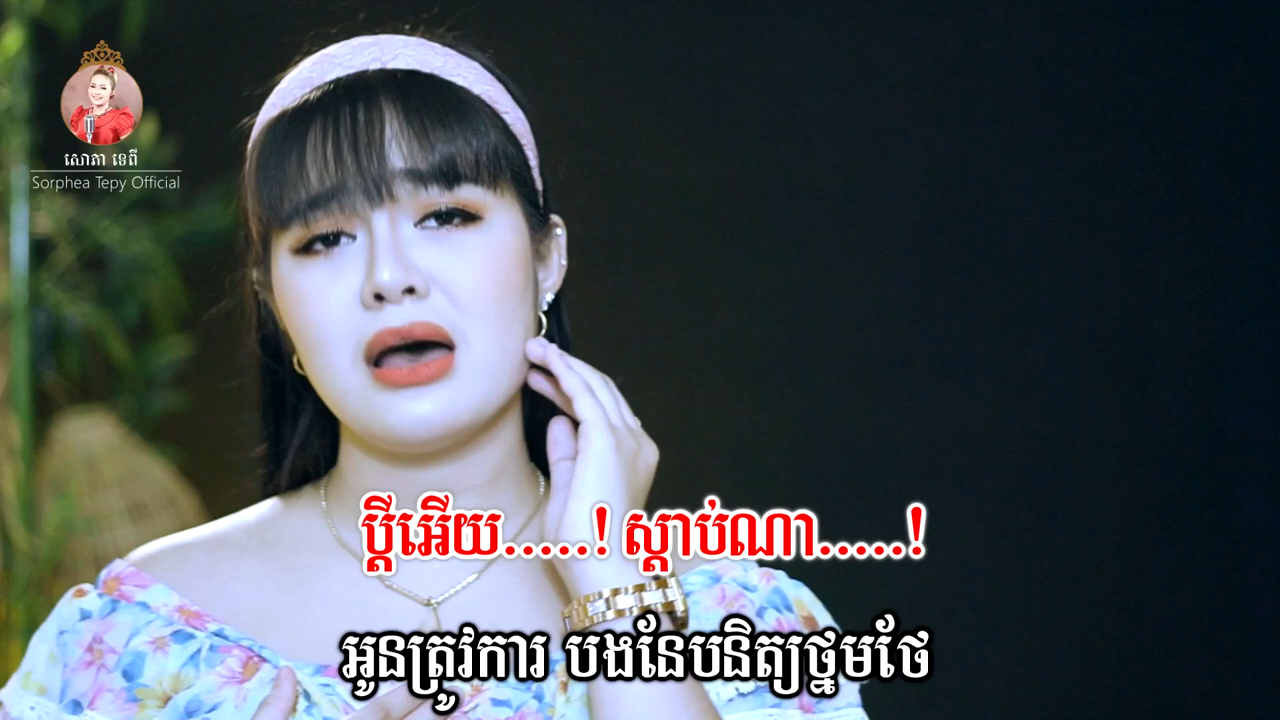 សោភា ទេពី
Sorphea Tepy Official
ប្តីអើយ.....! ស្តាប់ណា.....!
អូនត្រូវការ បងនែបនិត្យថ្នមថែ